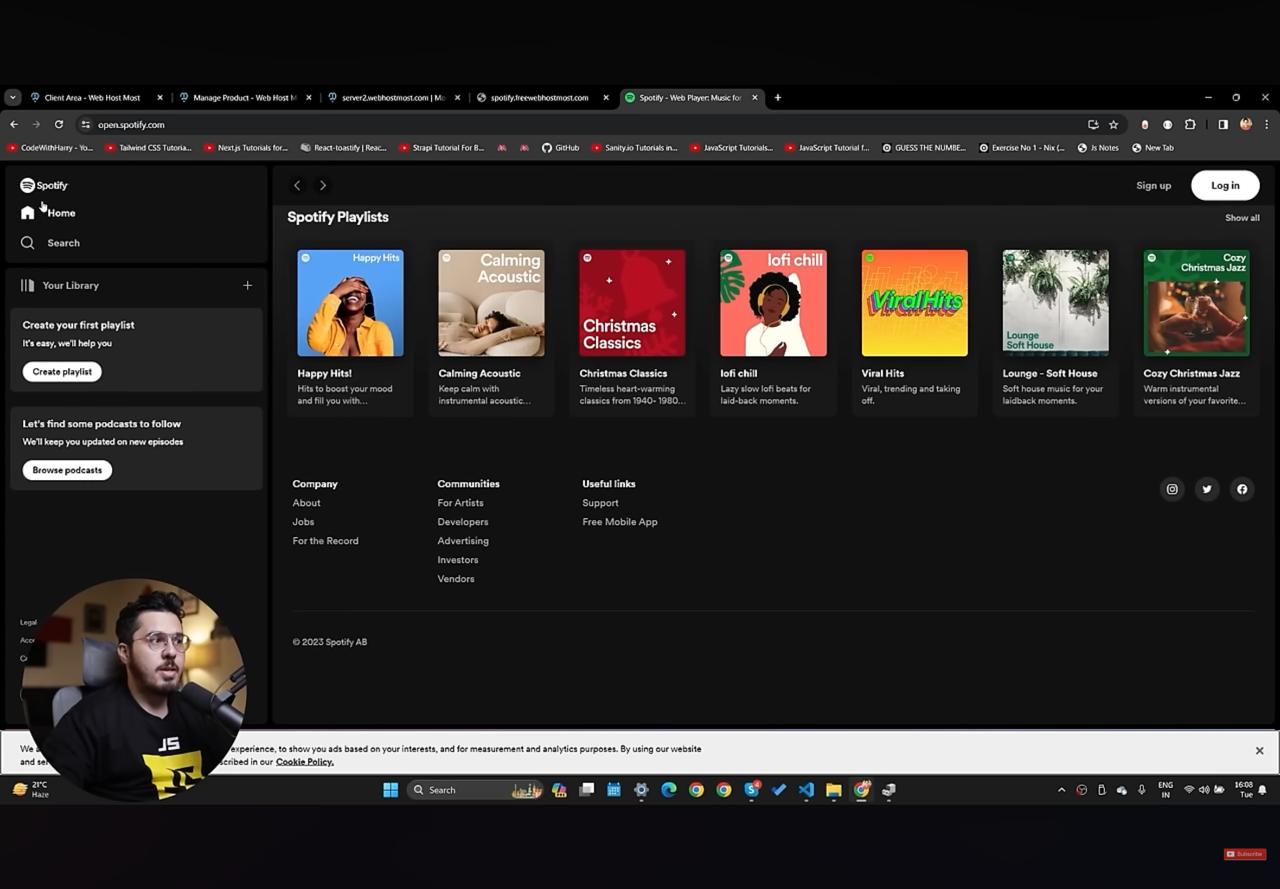 Client Area - Web Host Most
Manage Product - Web Host M
server2.webhostmost.com | Mo
spotify.freewebhostmost.com
Spotify - Web Player: Music for
open.spotify.com
CodeWithHarry - Yo...
Tailwind CSS Tutoria...
Next.js Tutorials for...
React-toastify | Reac...
Strapi Tutorial For B...
GitHub
Sanity.io Tutorials in...
JavaScript Tutorials...
JavaScript Tutorial f...
GUESS THE NUMBE...
Exercise No 1 - Nix (...
Js Notes
New Tab
Spotify
Home
Search
Sign up
Log in
Your Library
Create your first playlist
It's easy, we'll help you
Create playlist
Let's find some podcasts to follow
We'll keep you updated on new episodes
Browse podcasts
Spotify Playlists
Show all
Happy Hits
Calming
Acoustic
Christmas
Classics
lofi chill
ViralHits
Lounge
Soft House
Cozy
Christmas Jazz
Happy Hits!
Hits to boost your mood
and fill you with...
Calming Acoustic
Keep calm with
instrumental acoustic...
Christmas Classics
Timeless heart-warming
classics from 1940- 1980...
lofi chill
Lazy slow lofi beats for
laid-back moments.
Viral Hits
Viral, trending and taking
off.
Lounge - Soft House
Soft house music for your
laidback moments.
Cozy Christmas Jazz
Warm instrumental
versions of your favorite...
Company
About
Jobs
For the Record
Communities
For Artists
Developers
Advertising
Investors
Vendors
Useful links
Support
Free Mobile App
© 2023 Spotify AB
Legal
JS
experience, to show you ads based on your interests, and for measurement and analytics purposes. By using our website
our Cookie Policy.
21°C
Haze
Search
ENG
IN
16:08
Tue
Subscribe